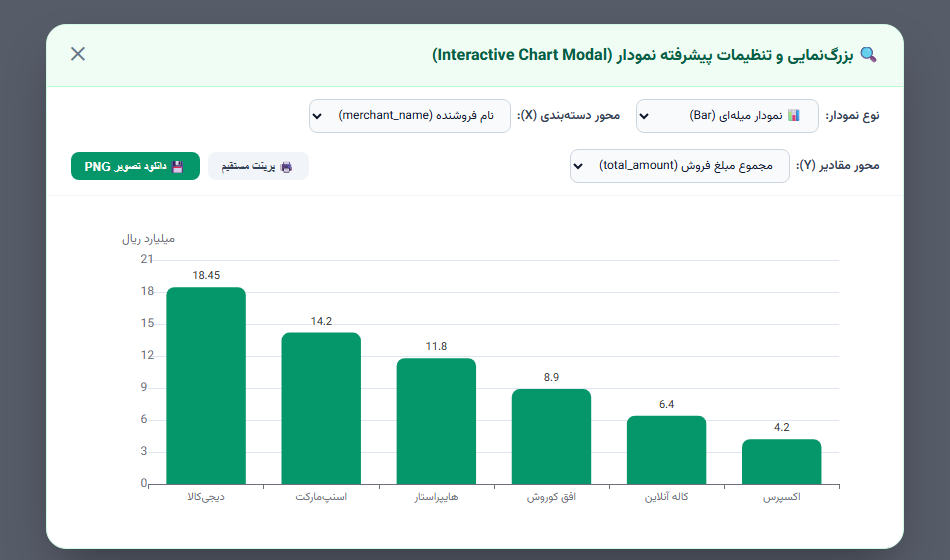 🔍 بزرگ‌نمایی و تنظیمات پیشرفته نمودار (Interactive Chart Modal)
نوع نمودار: 📊 نمودار میله‌ای (Bar) محور دسته‌بندی (X): نام فروشنده (merchant_name)
محور مقادیر (Y): مجموع مبلغ فروش (total_amount) 🖨️ پرینت مستقیم 💾 دانلود تصویر PNG
میلیارد ریال
21
18
15
12
9
6
3
0
18.45
14.2
11.8
8.9
6.4
4.2
دیجی‌کالا
اسنپ‌مارکت
هایپراستار
افق کوروش
کاله آنلاین
اکسپرس